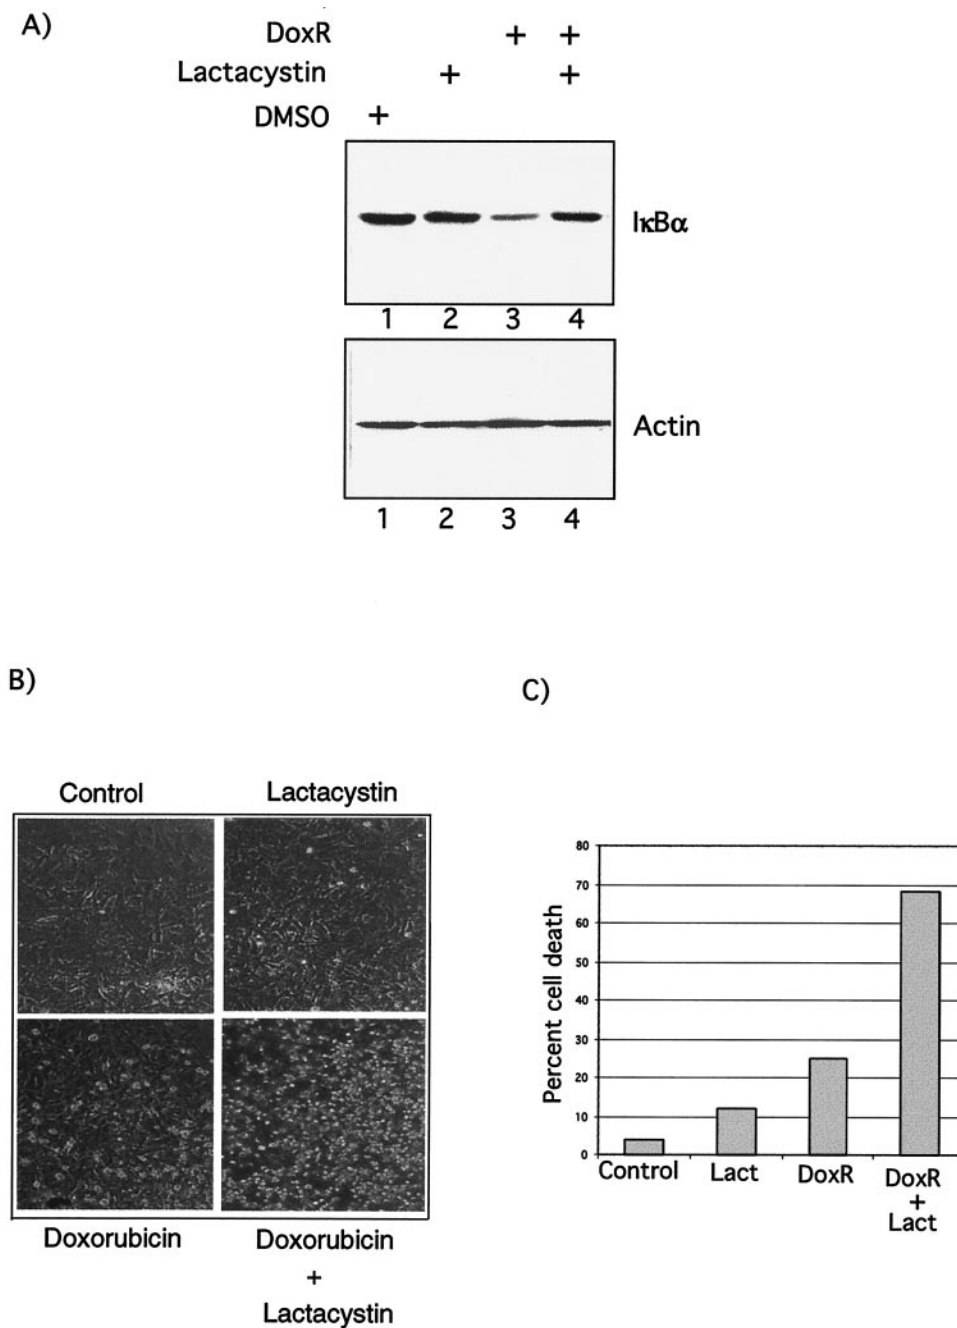 A)
DoxR + +
Lactacystin + +
DMSO +
IκBα
1 2 3 4
Actin
1 2 3 4
B)
C)
Control Lactacystin
Doxorubicin Doxorubicin
+
Lactacystin
80
70
60
50
40
30
20
10
0
Percent cell death
Control Lact DoxR DoxR
+
Lact